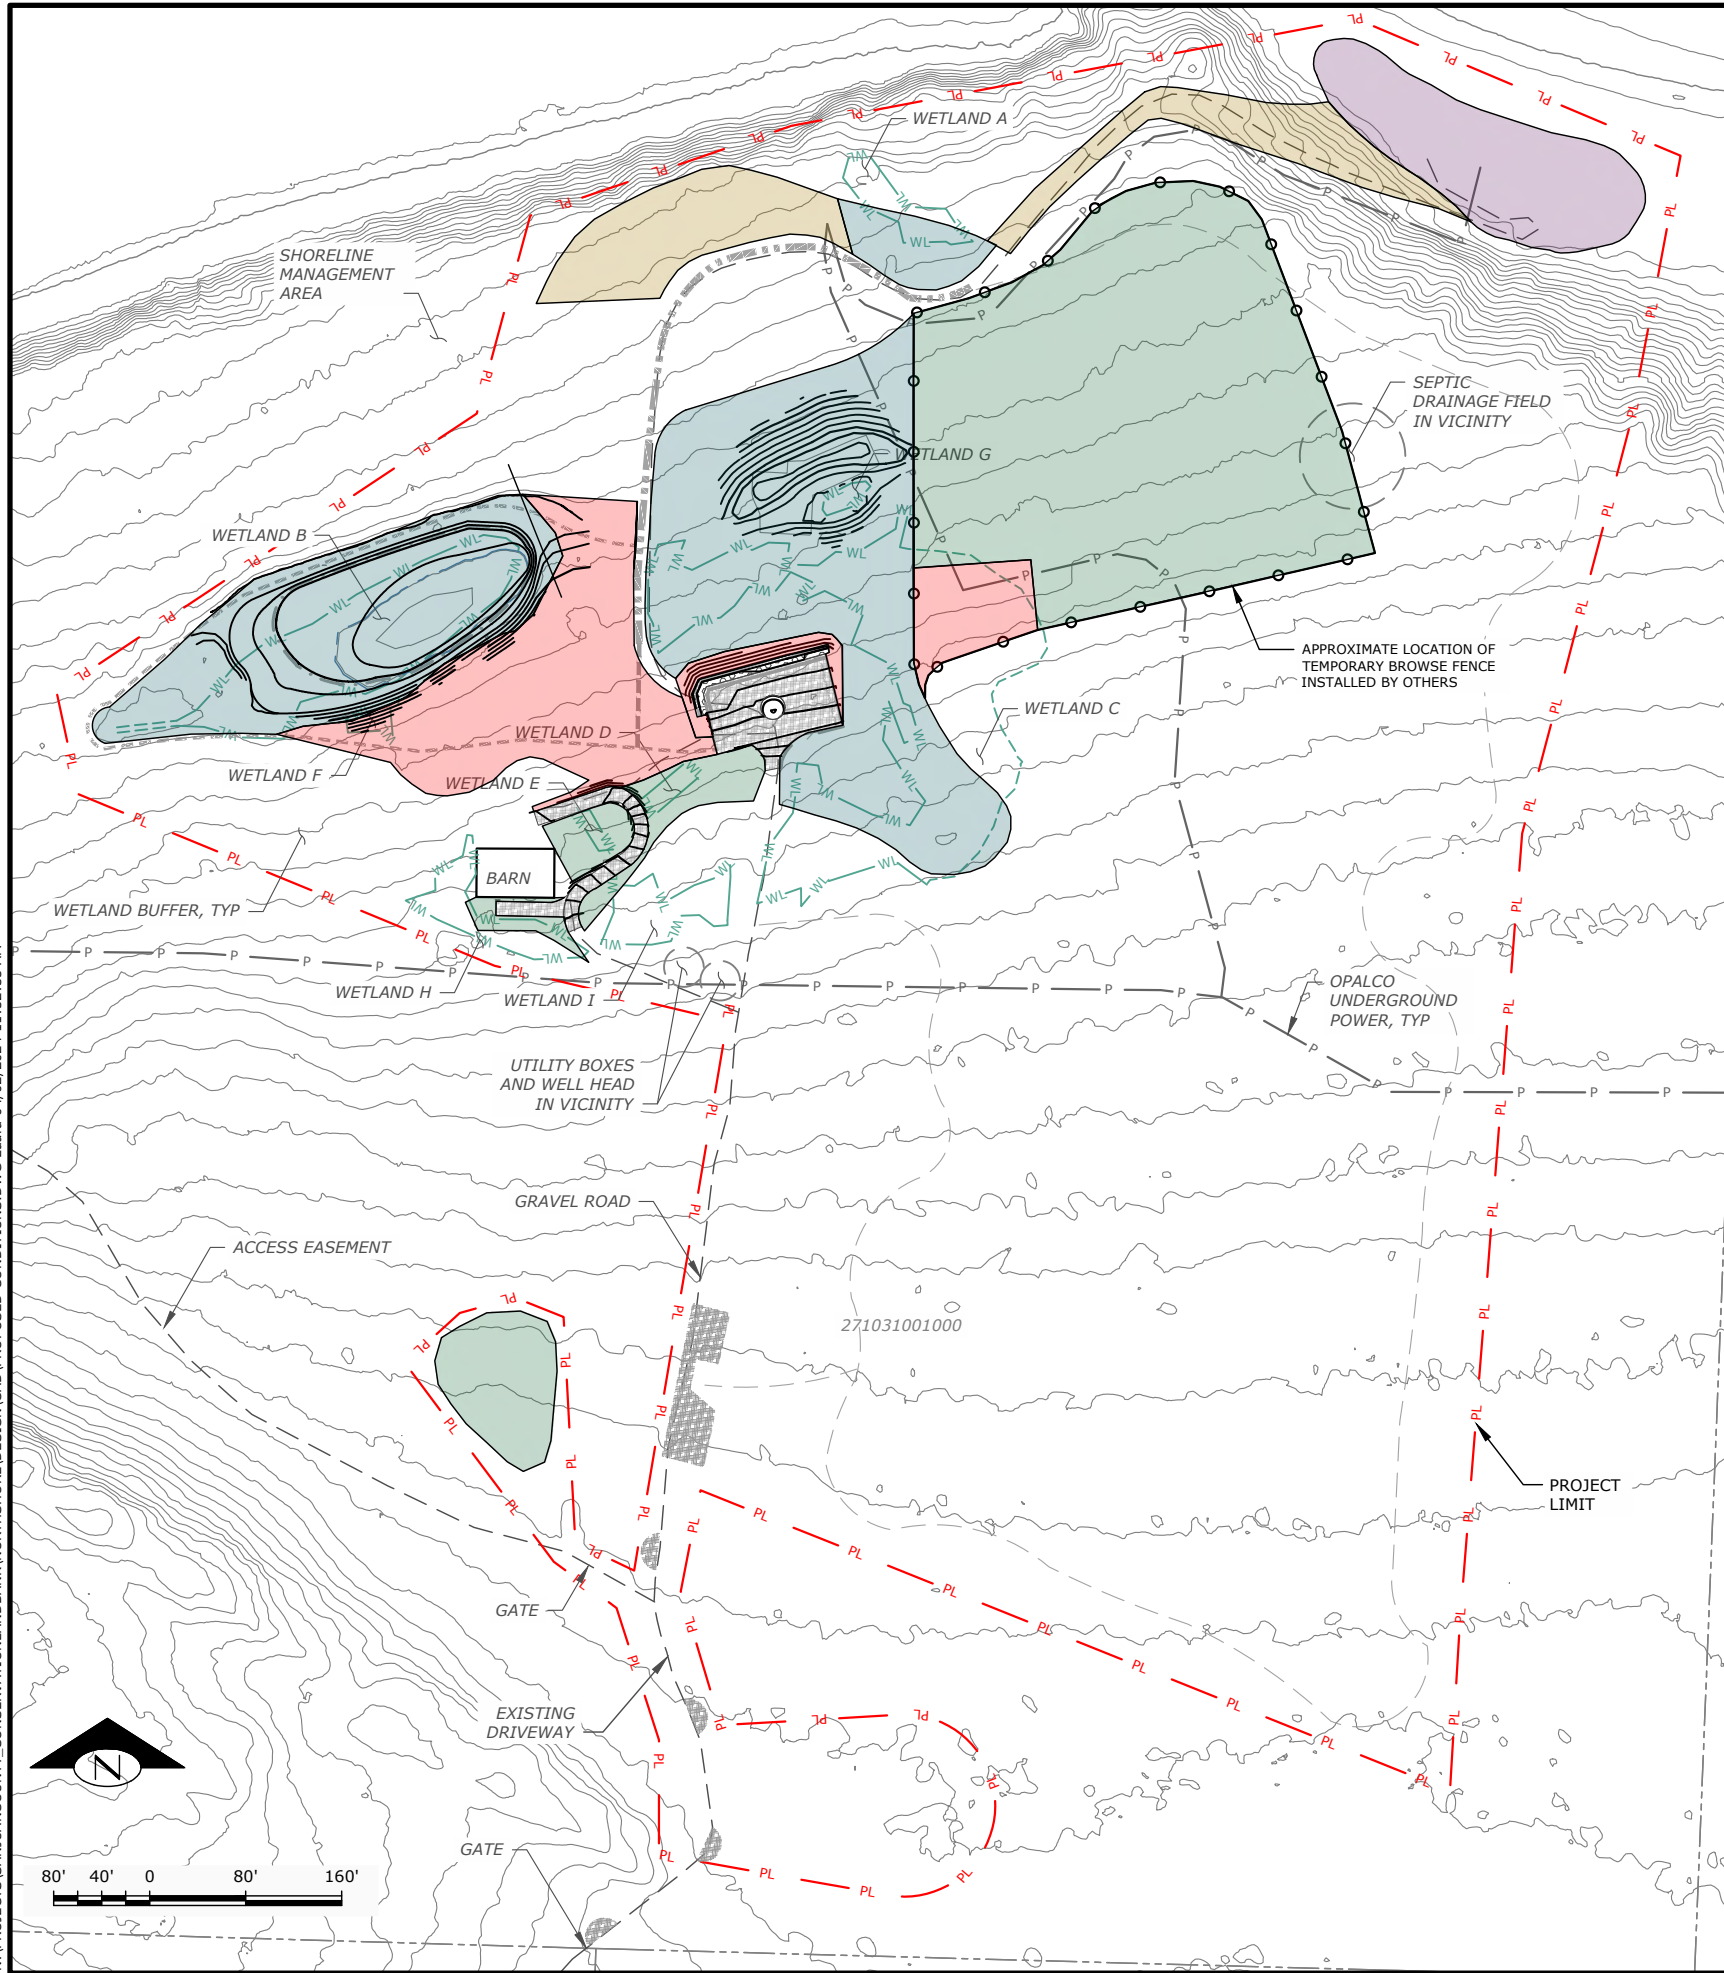 WETLAND A
SHORELINE
MANAGEMENT
AREA
SEPTIC
DRAINAGE FIELD
IN VICINITY
WETLAND G
WETLAND B
APPROXIMATE LOCATION OF
TEMPORARY BROWSE FENCE
INSTALLED BY OTHERS
WETLAND C
WETLAND D
WETLAND F
WETLAND E
BARN
WETLAND BUFFER, TYP
WETLAND H
WETLAND I
OPALCO
UNDERGROUND
POWER, TYP
UTILITY BOXES
AND WELL HEAD
IN VICINITY
GRAVEL ROAD
ACCESS EASEMENT
271031001000
PROJECT
LIMIT
GATE
EXISTING
DRIVEWAY
N
GATE
80' 40' 0 80' 160'
PL
WL
P